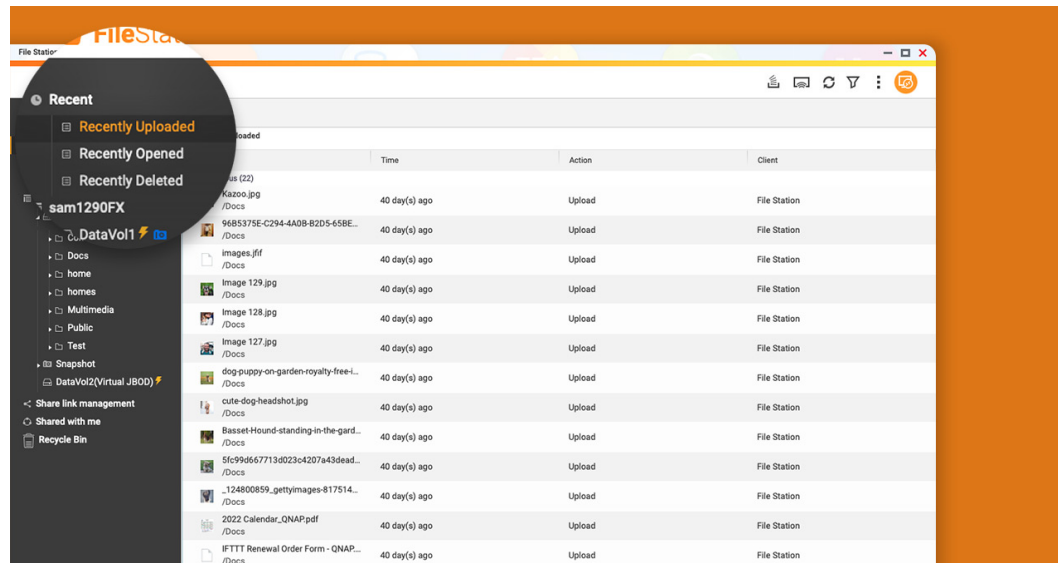 FileSta
File Station
Recent
Recently Uploaded
Recently Opened
Recently Deleted
sam1290FX
DataVol1
Docs
home
homes
Multimedia
Public
Test
Snapshot
DataVol2(Virtual JBOD)
Share link management
Shared with me
Recycle Bin
Time Action Client
(22)
Kazoo.jpg
/Docs
40 day(s) ago Upload File Station
96B5375E-C294-4A0B-B2D5-65BE...
/Docs
40 day(s) ago Upload File Station
images.jfif
/Docs
40 day(s) ago Upload File Station
Image 129.jpg
/Docs
40 day(s) ago Upload File Station
Image 128.jpg
/Docs
40 day(s) ago Upload File Station
Image 127.jpg
/Docs
40 day(s) ago Upload File Station
dog-puppy-on-garden-royalty-free-i...
/Docs
40 day(s) ago Upload File Station
cute-dog-headshot.jpg
/Docs
40 day(s) ago Upload File Station
Basset-Hound-standing-in-the-gard...
/Docs
40 day(s) ago Upload File Station
5fc99d667713d023c4207a43dead...
/Docs
40 day(s) ago Upload File Station
_124800859_gettyimages-817514...
/Docs
40 day(s) ago Upload File Station
2022 Calendar_QNAP.pdf
/Docs
40 day(s) ago Upload File Station
IFTTT Renewal Order Form - QNAP...
/Docs
40 day(s) ago Upload File Station